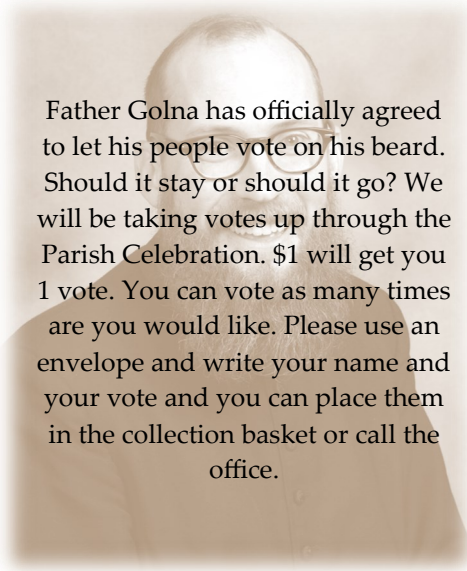 Father Golna has officially agreed
to let his people vote on his beard.
Should it stay or should it go? We
will be taking votes up through the
Parish Celebration. $1 will get you
1 vote. You can vote as many times
are you would like. Please use an
envelope and write your name and
your vote and you can place them
in the collection basket or call the
office.